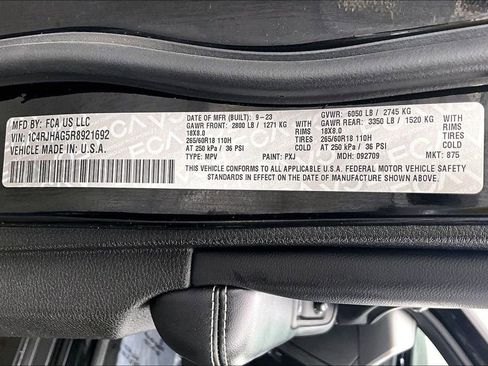 MFD BY: FCA US LLC
VIN: 1C4RJHAG5R8921692
VEHICLE MADE IN: U.S.A.
DATE OF MFR (BUILT): 9-23
GAWR FRONT: 2800 LB / 1271 KG
18X8.0
265/60R18 110H
AT 250 kPa / 36 PSI
TYPE: MPV
TIRES
COLD
PAINT: PXJ
GVWR: 6050 LB / 2745 KG
GAWR REAR: 3350 LB / 1520 KG
18X8.0
265/60R18 110H
AT 250 kPa / 36 PSI
MDH: 092709
TIRES
COLD
MKT: 875
THIS VEHICLE CONFORMS TO ALL APPLICABLE U.S.A. FEDERAL MOTOR VEHICLE SAFETY
STANDARDS IN EFFECT ON THE DATE OF MANUFACTURE SHOWN ABOVE.